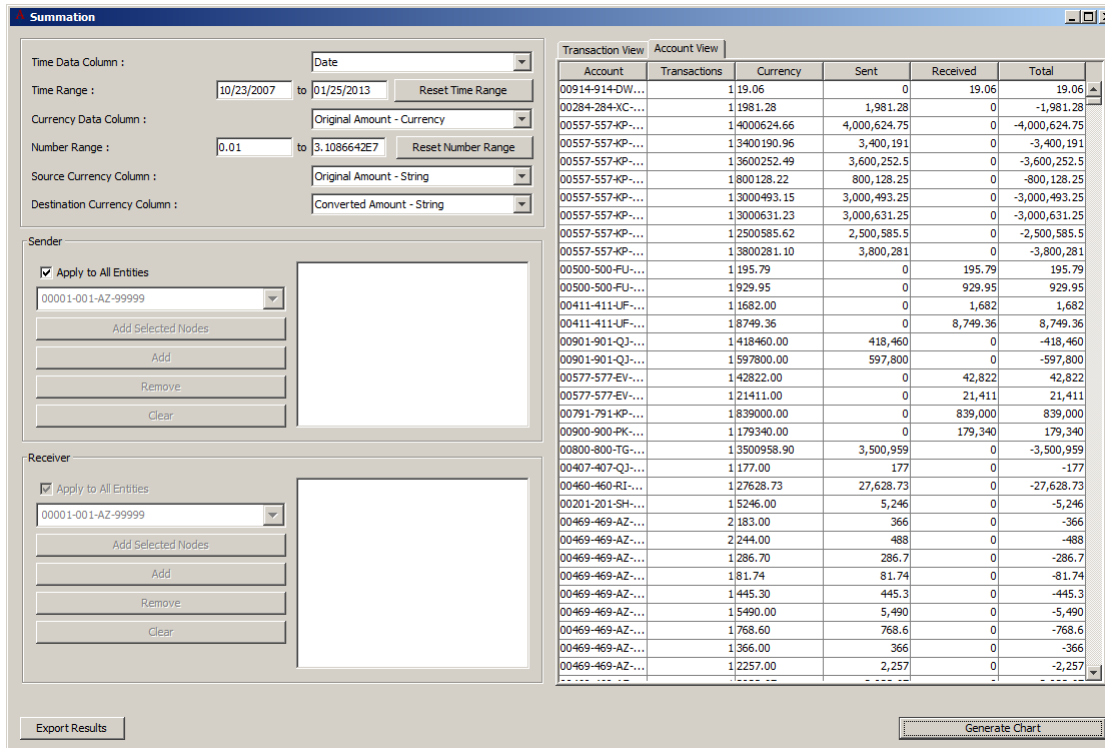 Summation
Time Data Column :
Date
Time Range :
10/23/2007
to
01/25/2013
Reset Time Range
Currency Data Column :
Original Amount - Currency
Number Range :
0.01
to
3.1086642E7
Reset Number Range
Source Currency Column :
Original Amount - String
Destination Currency Column :
Converted Amount - String
Sender
Apply to All Entities
00001-001-AZ-99999
Add Selected Nodes
Add
Remove
Clear
Receiver
Apply to All Entities
00001-001-AZ-99999
Add Selected Nodes
Add
Remove
Clear
Export Results
Transaction View Account View
Account Transactions Currency Sent Received Total
00914-914-DW... 1 19.06 0 19.06 19.06
00284-284-XC-... 1 1981.28 1,981.28 0 -1,981.28
00557-557-KP-... 1 4000624.66 4,000,624.75 0 -4,000,624.75
00557-557-KP-... 1 3400190.96 3,400,191 0 -3,400,191
00557-557-KP-... 1 3600252.49 3,600,252.5 0 -3,600,252.5
00557-557-KP-... 1 800128.22 800,128.25 0 -800,128.25
00557-557-KP-... 1 3000493.15 3,000,493.25 0 -3,000,493.25
00557-557-KP-... 1 3000631.23 3,000,631.25 0 -3,000,631.25
00557-557-KP-... 1 2500585.62 2,500,585.5 0 -2,500,585.5
00557-557-KP-... 1 3800281.10 3,800,281 0 -3,800,281
00500-500-FU-... 1 195.79 0 195.79 195.79
00500-500-FU-... 1 929.95 0 929.95 929.95
00411-411-UF-... 1 1682.00 0 1,682 1,682
00411-411-UF-... 1 8749.36 0 8,749.36 8,749.36
00901-901-QJ-... 1 418460.00 418,460 0 -418,460
00901-901-QJ-... 1 597800.00 597,800 0 -597,800
00577-577-EV-... 1 42822.00 0 42,822 42,822
00577-577-EV-... 1 21411.00 0 21,411 21,411
00791-791-KP-... 1 839000.00 0 839,000 839,000
00900-900-PK-... 1 179340.00 0 179,340 179,340
00800-800-TG-... 1 3500958.90 3,500,959 0 -3,500,959
00407-407-QJ-... 1 177.00 177 0 -177
00460-460-RI-... 1 27628.73 27,628.73 0 -27,628.73
00201-201-SH-... 1 5246.00 5,246 0 -5,246
00469-469-AZ-... 2 183.00 366 0 -366
00469-469-AZ-... 2 244.00 488 0 -488
00469-469-AZ-... 1 286.70 286.7 0 -286.7
00469-469-AZ-... 1 81.74 81.74 0 -81.74
00469-469-AZ-... 1 445.30 445.3 0 -445.3
00469-469-AZ-... 1 5490.00 5,490 0 -5,490
00469-469-AZ-... 1 768.60 768.6 0 -768.6
00469-469-AZ-... 1 366.00 366 0 -366
00469-469-AZ-... 1 2257.00 2,257 0 -2,257
Generate Chart